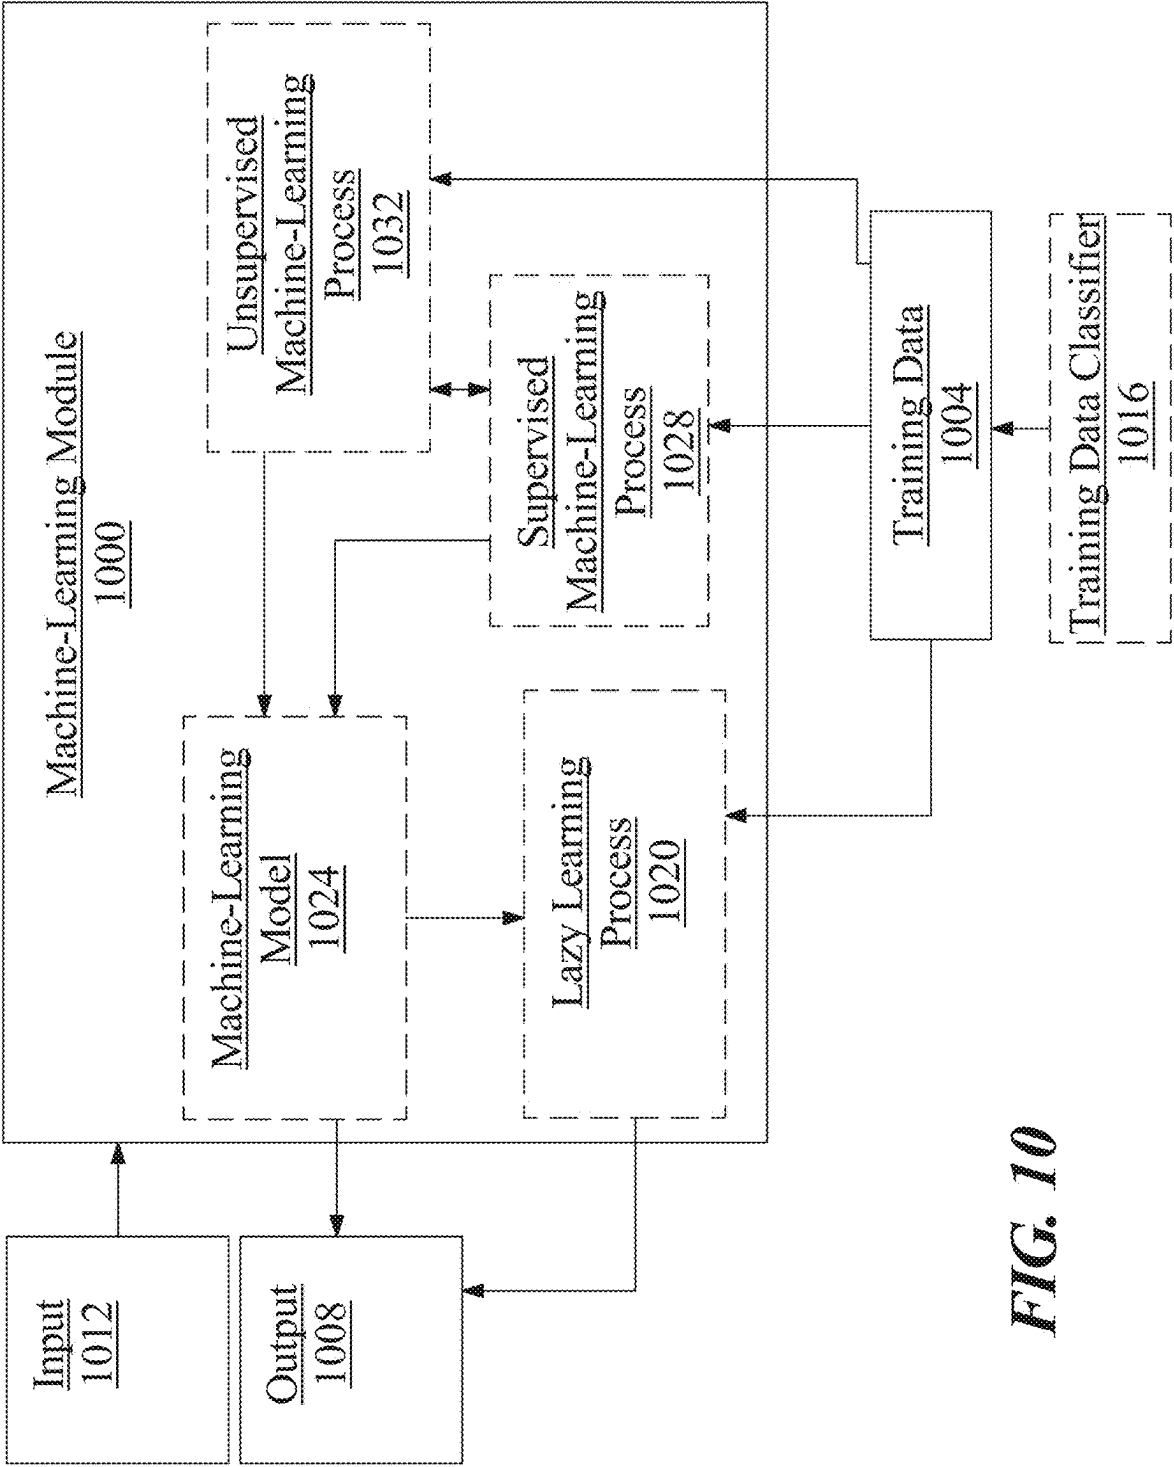 Machine-Learning Module
1000
Input
1012
Output
1008
Machine-Learning
Model
1024
Unsupervised
Machine-Learning
Process
1032
Lazy Learning
Process
1020
Supervised
Machine-Learning
Process
1028
Training Data
1004
Training Data Classifier
1016
FIG. 10